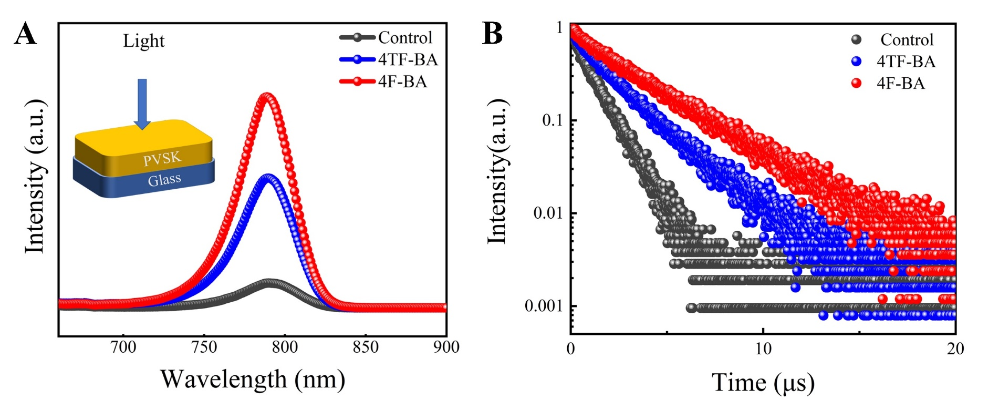 A
Light
Control
4TF-BA
4F-BA
PVSK
Glass
Intensity (a.u.)
700 750 800 850 900
Wavelength (nm)
B
Control
4TF-BA
4F-BA
1
0.1
0.01
0.001
Intensity(a.u.)
0 10 20
Time (μs)